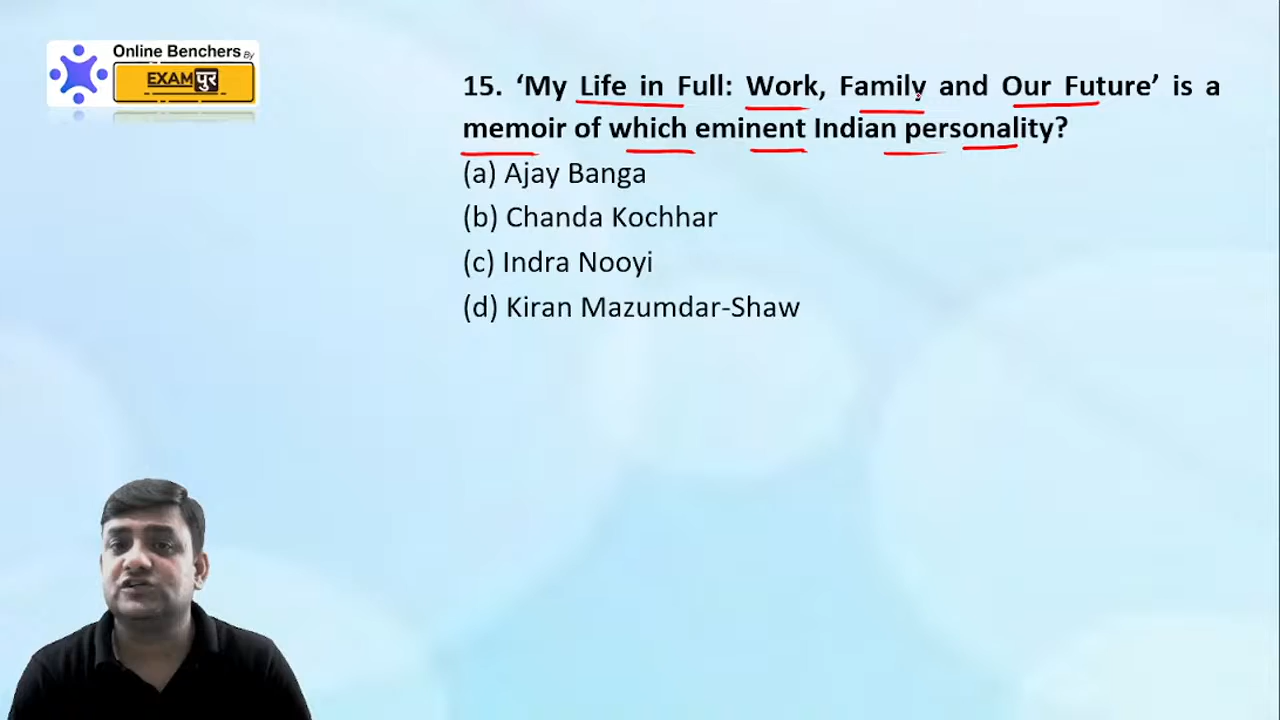 Online Benchers By
EXAMपुर
15. ‘My Life in Full: Work, Family and Our Future’ is a
memoir of which eminent Indian personality?
(a) Ajay Banga
(b) Chanda Kochhar
(c) Indra Nooyi
(d) Kiran Mazumdar-Shaw